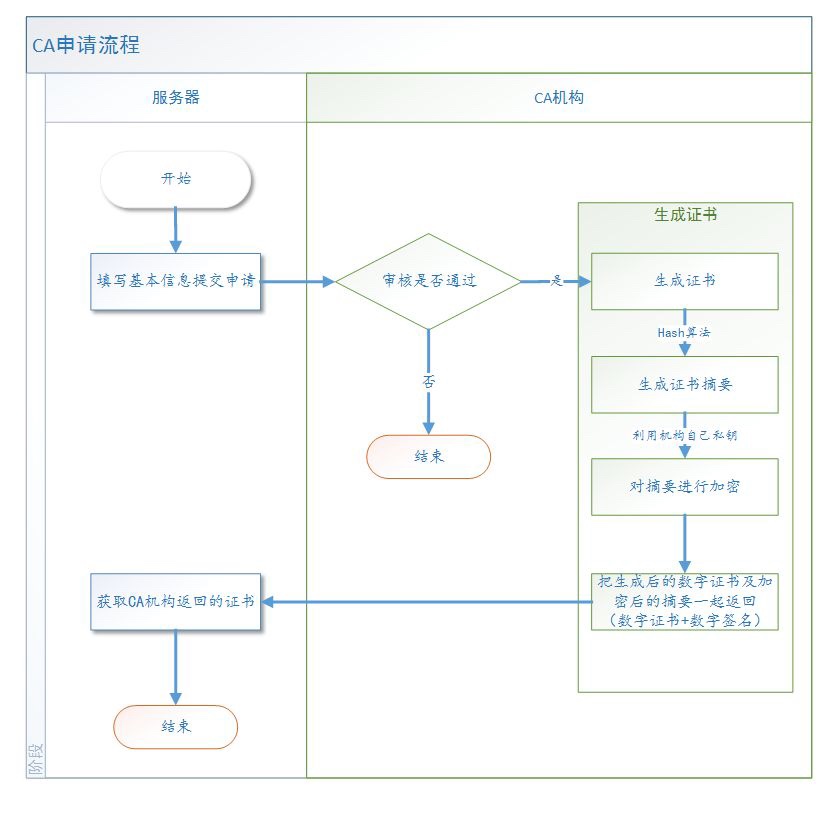 CA申请流程
服务器
CA机构
开始
生成证书
填写基本信息提交申请
审核是否通过
是
生成证书
Hash算法
否
生成证书摘要
利用机构自己私钥
结束
对摘要进行加密
获取CA机构返回的证书
把生成后的数字证书及加
密后的摘要一起返回
（数字证书+数字签名）
结束
阶段